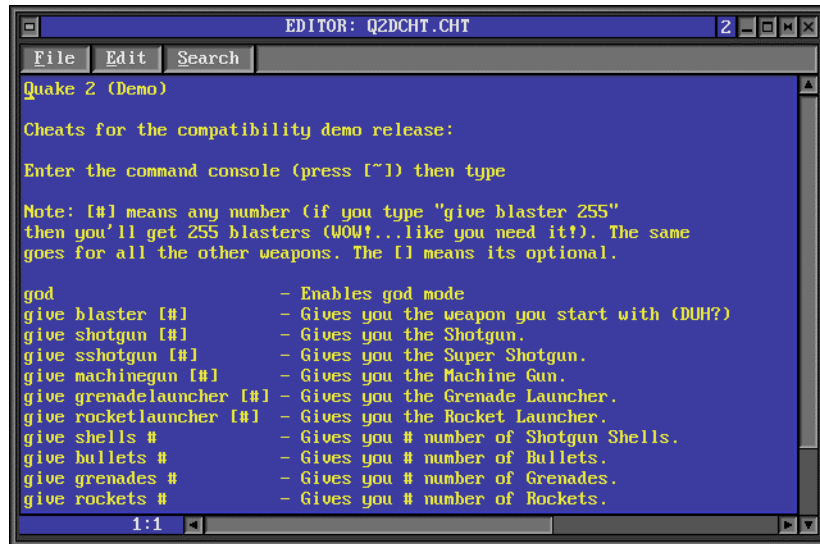 EDITOR: Q2DCHT.CHT 2
File Edit Search
Quake 2 (Demo)
Cheats for the compatibility demo release:
Enter the command console (press [~]) then type
Note: [#] means any number (if you type "give blaster 255"
then you'll get 255 blasters (WOW!...like you need it!). The same
goes for all the other weapons. The [] means its optional.
god - Enables god mode
give blaster [#] - Gives you the weapon you start with (DUH?)
give shotgun [#] - Gives you the Shotgun.
give sshotgun [#] - Gives you the Super Shotgun.
give machinegun [#] - Gives you the Machine Gun.
give grenadelauncher [#] - Gives you the Grenade Launcher.
give rocketlauncher [#] - Gives you the Rocket Launcher.
give shells # - Gives you # number of Shotgun Shells.
give bullets # - Gives you # number of Bullets.
give grenades # - Gives you # number of Grenades.
give rockets # - Gives you # number of Rockets.
1:1